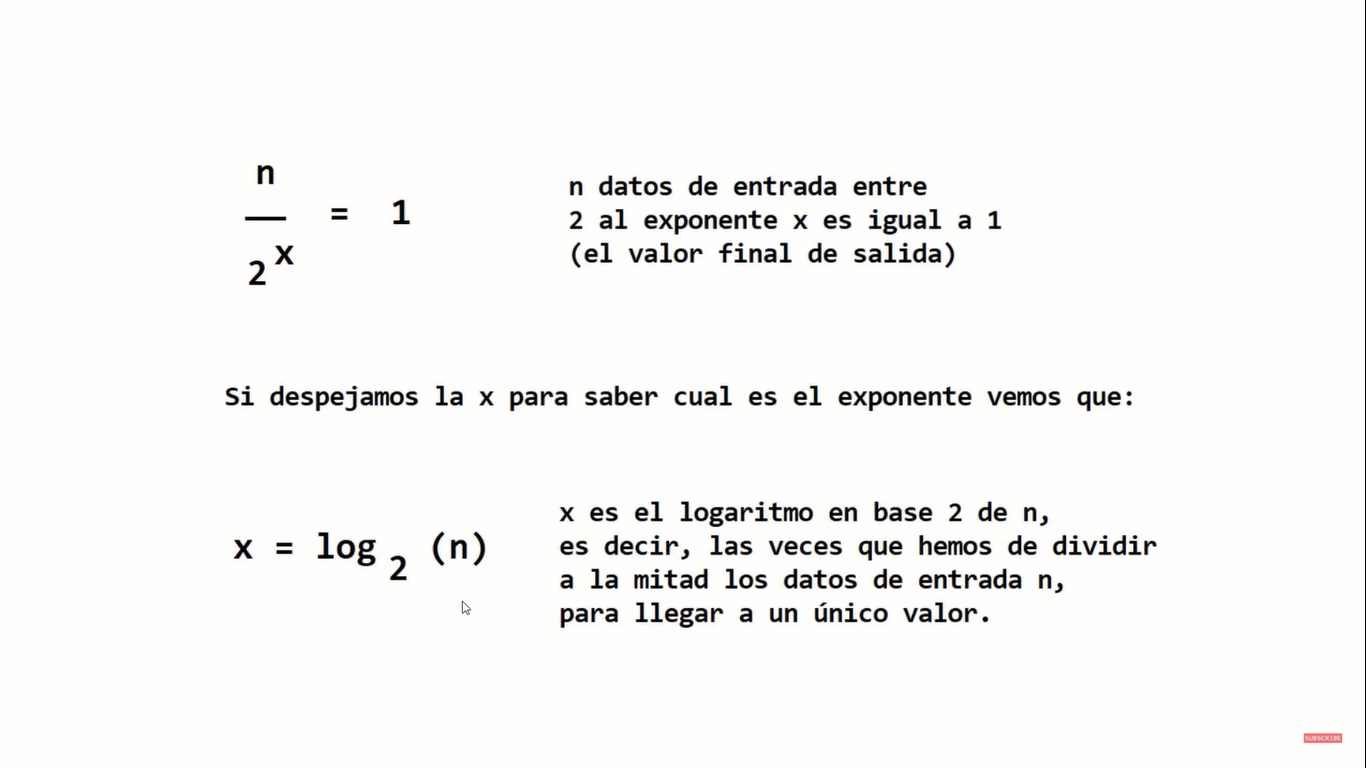 n
— = 1
2^x
n datos de entrada entre
2 al exponente x es igual a 1
(el valor final de salida)
Si despejamos la x para saber cual es el exponente vemos que:
x = log_2 (n)
x es el logaritmo en base 2 de n,
es decir, las veces que hemos de dividir
a la mitad los datos de entrada n,
para llegar a un único valor.
SUBSCRIBE